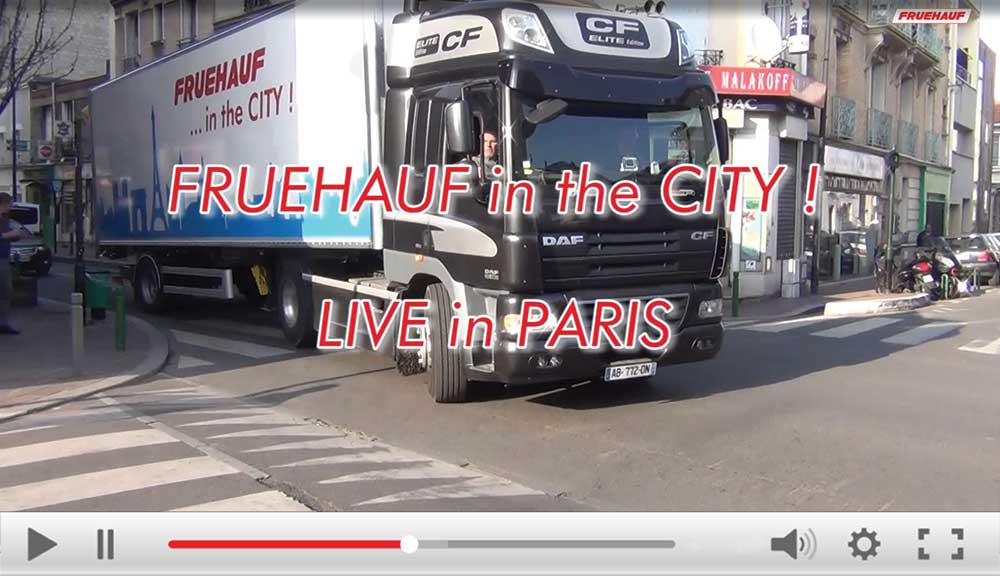 FRUEHAUF
CF
ELITE Edition
ELITE CF
FRUEHAUF
... in the CITY !
MALAKOFF
BAC
FRUEHAUF in the CITY !
DAF
CF
DAF
LIVE in PARIS
AB-772-DN